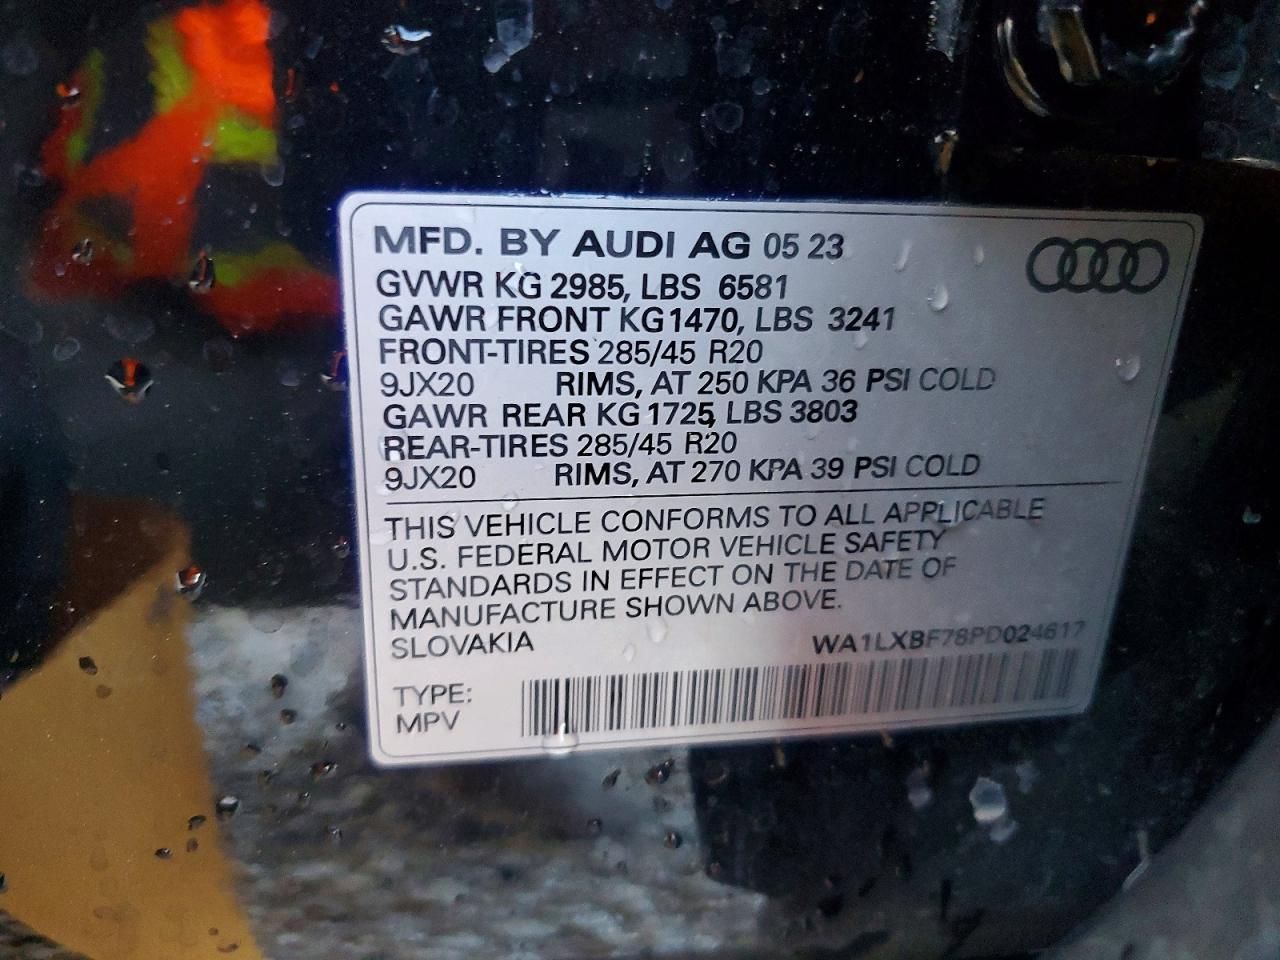 MFD. BY AUDI AG 05 23
GVWR KG 2985, LBS 6581
GAWR FRONT KG 1470, LBS 3241
FRONT-TIRES 285/45 R20
9JX20 RIMS, AT 250 KPA 36 PSI COLD
GAWR REAR KG 1725, LBS 3803
REAR-TIRES 285/45 R20
9JX20 RIMS, AT 270 KPA 39 PSI COLD
THIS VEHICLE CONFORMS TO ALL APPLICABLE
U.S. FEDERAL MOTOR VEHICLE SAFETY
STANDARDS IN EFFECT ON THE DATE OF
MANUFACTURE SHOWN ABOVE.
SLOVAKIA WA1LXBF78PD024617
TYPE:
MPV